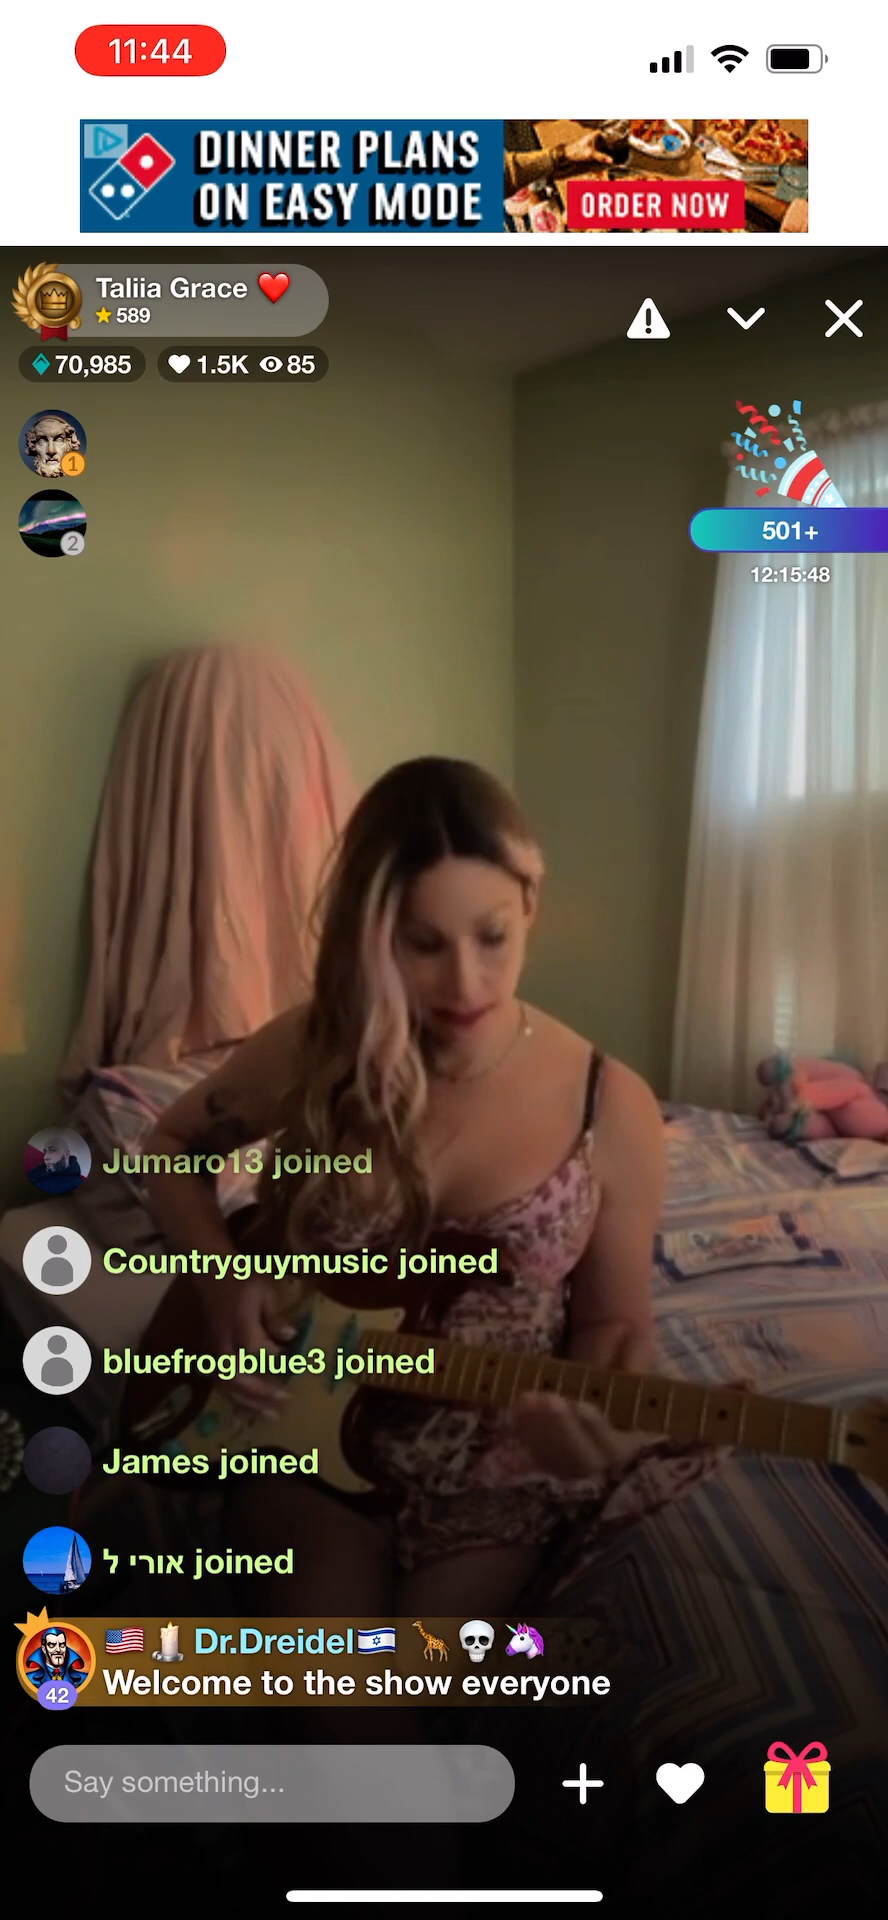 11:44
DINNER PLANS
ON EASY MODE
ORDER NOW
Taliia Grace ❤️
589
70,985 1.5K 85
1
2
501+
12:15:48
Jumaro13 joined
Countryguymusic joined
bluefrogblue3 joined
James joined
אורי ל joined
🇺🇸🕯️ Dr.Dreidel🇮🇱 🦒💀🦄
42
Welcome to the show everyone
Say something...